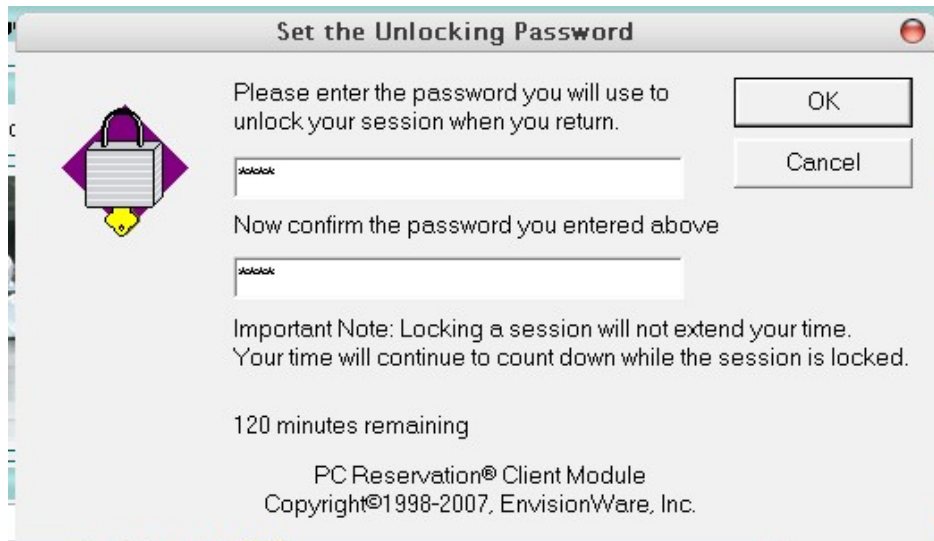 Set the Unlocking Password
Please enter the password you will use to
unlock your session when you return.
OK
Cancel
****
Now confirm the password you entered above
****
Important Note: Locking a session will not extend your time.
Your time will continue to count down while the session is locked.
120 minutes remaining
PC Reservation® Client Module
Copyright©1998-2007, EnvisionWare, Inc.